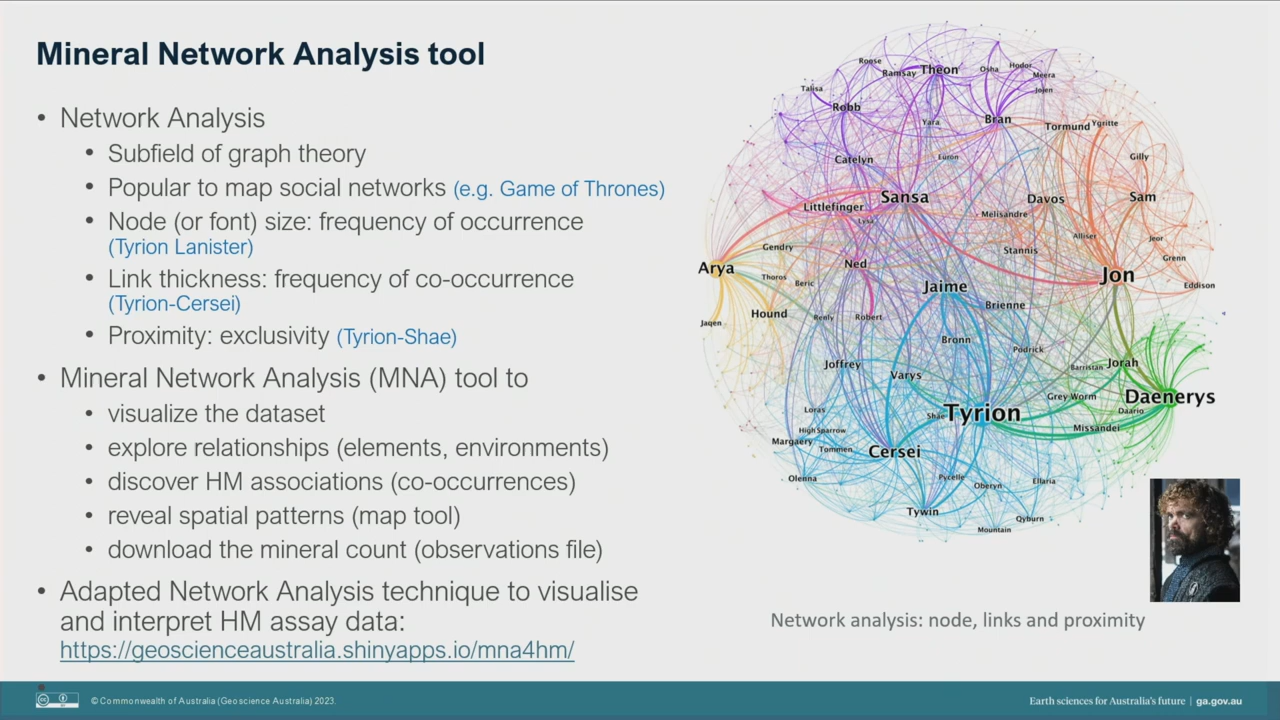 Mineral Network Analysis tool
• Network Analysis
• Subfield of graph theory
• Popular to map social networks (e.g. Game of Thrones)
• Node (or font) size: frequency of occurrence
(Tyrion Lanister)
• Link thickness: frequency of co-occurrence
(Tyrion-Cersei)
• Proximity: exclusivity (Tyrion-Shae)
• Mineral Network Analysis (MNA) tool to
• visualize the dataset
• explore relationships (elements, environments)
• discover HM associations (co-occurrences)
• reveal spatial patterns (map tool)
• download the mineral count (observations file)
• Adapted Network Analysis technique to visualise
and interpret HM assay data:
https://geoscienceaustralia.shinyapps.io/mna4hm/
Roose
Ramsay
Theon
Osha
Hodor
Meera
Jojen
Talisa
Robb
Yara
Bran
Tormund
Ygritte
Catelyn
Luron
Gilly
Sansa
Littlefinger
Lysa
Davos
Sam
Melisandre
Alliser
Jeor
Gendry
Stannis
Grenn
Arya
Ned
Thoros
Beric
Jaime
Jon
Eddison
Hound
Renly
Robert
Brienne
Jaqen
Bronn
Podrick
Joffrey
Varys
Barristan
Jorah
Grey Worm
Daenerys
Loras
Shae
Tyrion
Daario
High Sparrow
Missandei
Margaery
Tommen
Cersei
Olenna
Pycelle
Oberyn
Ellaria
Tywin
Qyburn
Mountain
Network analysis: node, links and proximity
© Commonwealth of Australia (Geoscience Australia) 2023.
Earth sciences for Australia's future | ga.gov.au